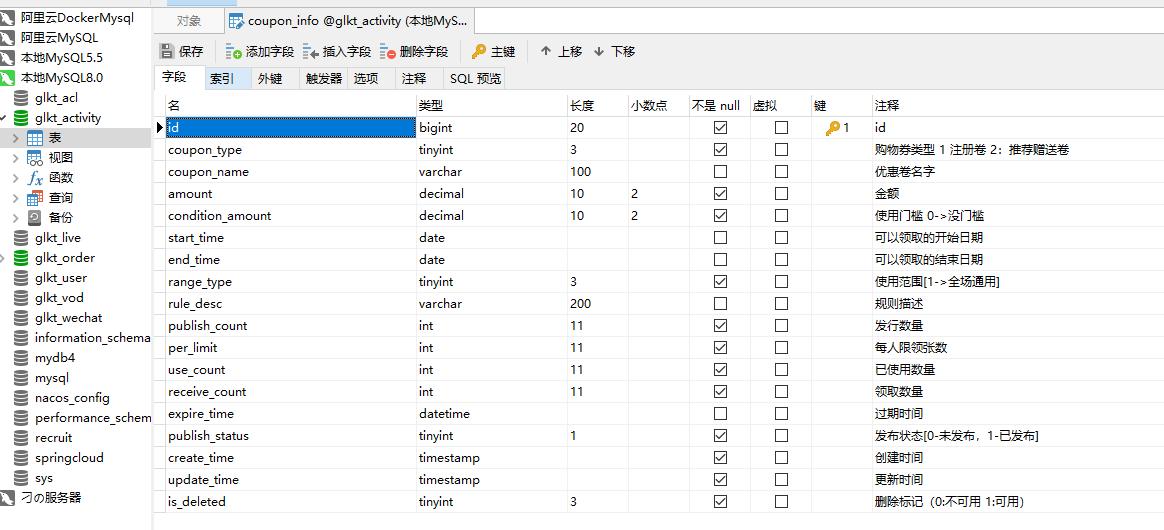 阿里云DockerMysql
阿里云MySQL
本地MySQL5.5
本地MySQL8.0
glkt_acl
glkt_activity
表
视图
函数
查询
备份
glkt_live
glkt_order
glkt_user
glkt_vod
glkt_wechat
information_schema
mydb4
mysql
nacos_config
performance_schem
recruit
springcloud
sys
刁の服务器
对象 coupon_info @glkt_activity (本地MyS...
保存 添加字段 插入字段 删除字段 主键 上移 下移
字段 索引 外键 触发器 选项 注释 SQL 预览
名 类型 长度 小数点 不是 null 虚拟 键 注释
id bigint 20 1 id
coupon_type tinyint 3 购物券类型 1 注册卷 2：推荐赠送卷
coupon_name varchar 100 优惠卷名字
amount decimal 10 2 金额
condition_amount decimal 10 2 使用门槛 0->没门槛
start_time date 可以领取的开始日期
end_time date 可以领取的结束日期
range_type tinyint 3 使用范围[1->全场通用]
rule_desc varchar 200 规则描述
publish_count int 11 发行数量
per_limit int 11 每人限领张数
use_count int 11 已使用数量
receive_count int 11 领取数量
expire_time datetime 过期时间
publish_status tinyint 1 发布状态[0-未发布，1-已发布]
create_time timestamp 创建时间
update_time timestamp 更新时间
is_deleted tinyint 3 删除标记（0:不可用 1:可用）